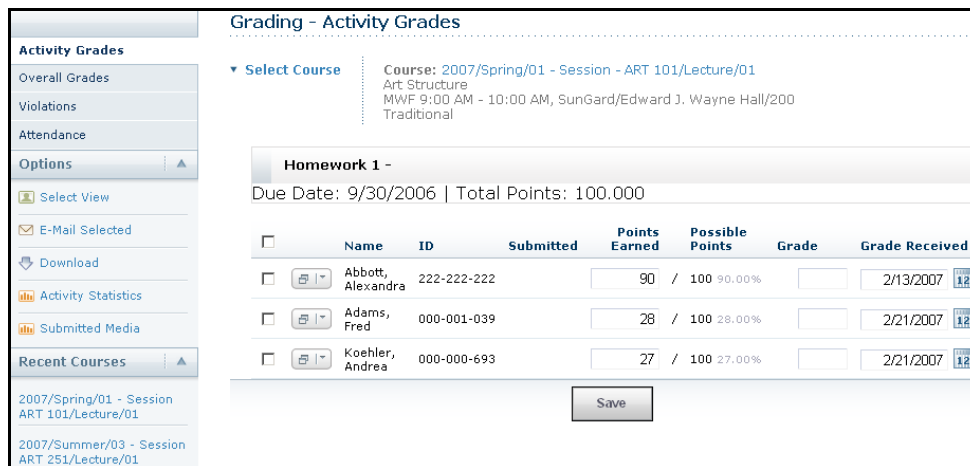 Grading - Activity Grades
Activity Grades
Overall Grades
Violations
Attendance
Options
Select View
E-Mail Selected
Download
Activity Statistics
Submitted Media
Recent Courses
2007/Spring/01 - Session
ART 101/Lecture/01
2007/Summer/03 - Session
ART 251/Lecture/01
Select Course
Course: 2007/Spring/01 - Session - ART 101/Lecture/01
Art Structure
MWF 9:00 AM - 10:00 AM, SunGard/Edward J. Wayne Hall/200
Traditional
Homework 1 -
Due Date: 9/30/2006 | Total Points: 100.000
Name ID Submitted Points Earned Possible Points Grade Grade Received
Abbott, Alexandra 222-222-222 90 / 100 90.00% 2/13/2007 12
Adams, Fred 000-001-039 28 / 100 28.00% 2/21/2007 12
Koehler, Andrea 000-000-693 27 / 100 27.00% 2/21/2007 12
Save